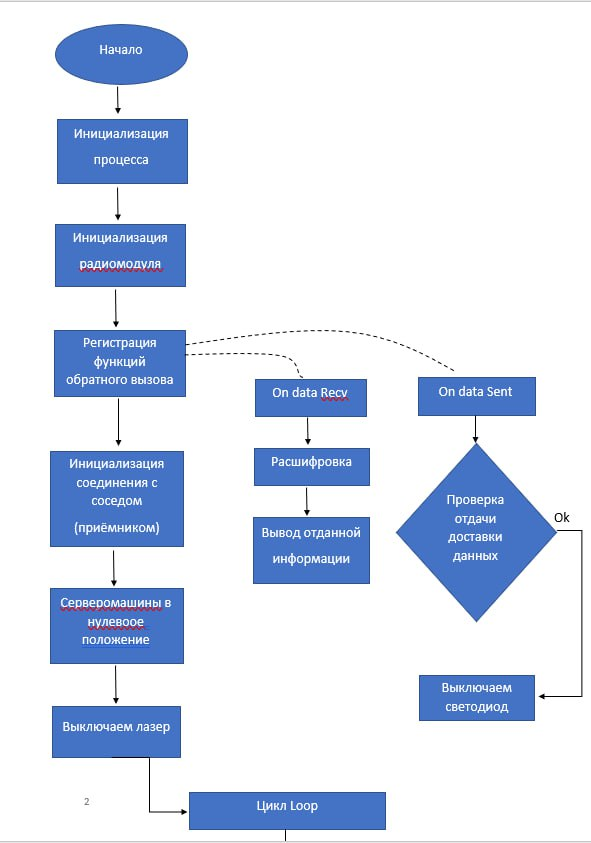 Начало
Инициализация
процесса
Инициализация
радиомодуля
Регистрация
функций
обратного вызова
On data Recv
On data Sent
Инициализация
соединения с
соседом
(приёмником)
Расшифровка
Вывод отданной
информации
Проверка
отдачи
доставки
данных
Ok
Серверомашины в
нулевоое
положение
Выключаем
светодиод
Выключаем лазер
2
Цикл Loop